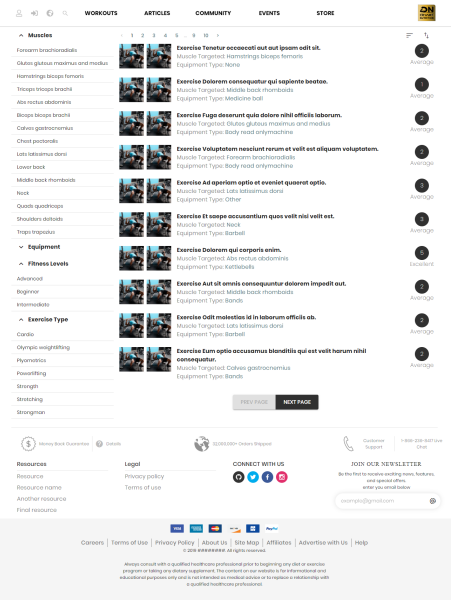 WORKOUTS ARTICLES COMMUNITY EVENTS STORE
Muscles
Forearm brachioradialis
Glutes gluteus maximus and medius
Hamstrings biceps femoris
Triceps triceps brachii
Abs rectus abdominis
Biceps biceps brachii
Calves gastrocnemius
Chest pectoralis
Lats latissimus dorsi
Lower back
Middle back rhomboids
Neck
Quads quadriceps
Shoulders deltoids
Traps trapezius
Equipment
Fitness Levels
Advanced
Beginner
Intermediate
Exercise Type
Cardio
Olympic weightlifting
Plyometrics
Powerlifting
Strength
Stretching
Strongman
1 2 3 4 5 .. 9 10
Exercise Tenetur occaecati aut aut ipsam odit sit.
Muscle Targeted: Hamstrings biceps femoris
Equipment Type: None
2
Average
Exercise Dolorem consequatur qui sapiente beatae.
Muscle Targeted: Middle back rhomboids
Equipment Type: Medicine ball
1
Average
Exercise Fuga deserunt quia dolore nihil officiis laborum.
Muscle Targeted: Glutes gluteus maximus and medius
Equipment Type: Body read onlymachine
2
Average
Exercise Voluptatem nesciunt rerum et velit est aliquam voluptatem.
Muscle Targeted: Forearm brachioradialis
Equipment Type: Body read onlymachine
2
Average
Exercise Ad aperiam optio et eveniet quaerat optio.
Muscle Targeted: Lats latissimus dorsi
Equipment Type: Other
3
Average
Exercise Et saepe accusantium quos velit nisi velit est.
Muscle Targeted: Neck
Equipment Type: Barbell
3
Average
Exercise Dolorem qui corporis enim.
Muscle Targeted: Abs rectus abdominis
Equipment Type: Kettlebells
5
Excellent
Exercise Aut sit omnis consequuntur dolorem impedit aut.
Muscle Targeted: Middle back rhomboids
Equipment Type: Bands
2
Average
Exercise Odit molestias id in laborum officiis ab.
Muscle Targeted: Lats latissimus dorsi
Equipment Type: Barbell
2
Average
Exercise Eum optio accusamus blanditiis qui est velit harum nihil
consequatur.
Muscle Targeted: Calves gastrocnemius
Equipment Type: Bands
2
Average
PREV PAGE NEXT PAGE
Money Back Guarantee Details
Orders Shipped
Customer
Support
Chat
Resources
Resource
Resource name
Another resource
Final resource
Legal
Privacy policy
Terms of use
CONNECT WITH US
JOIN OUR NEWSLETTER
Be the first to receive exciting news, features,
and special offers.
enter you email below
example@gmail.com
VISA PayPal
Careers Terms of Use Privacy Policy About Us Site Map Affiliates Advertise with Us Help
© 2019 ######### All rights reserved.
Always consult with a qualified healthcare professional prior to beginning any diet or exercise
program or taking any dietary supplement. The content on our website is for informational and
educational purposes only and is not intended as medical advice or to replace a relationship with
a qualified healthcare professional.